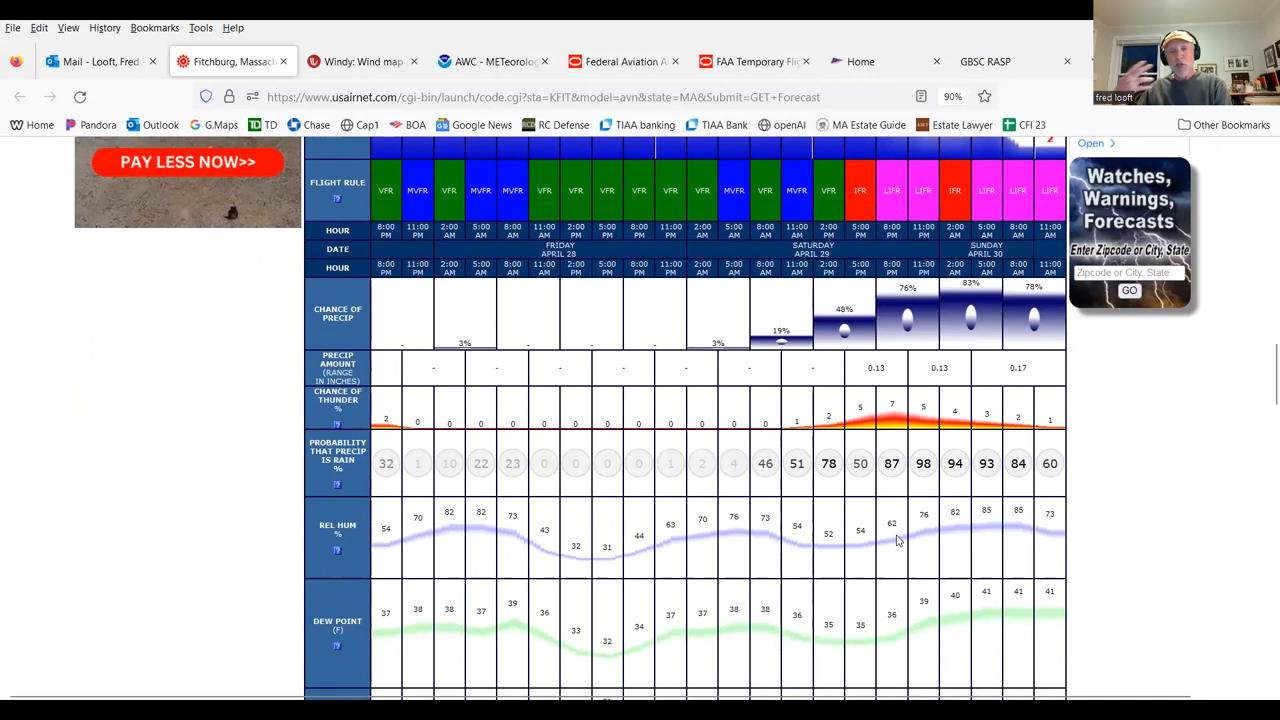 File Edit View History Bookmarks Tools Help
Mail - Looft, Fred -
Fitchburg, Massach
Windy: Wind map
AWC - METeorolog
Federal Aviation A
FAA Temporary Flig
Home
GBSC RASP
https://www.usairnet.com/cgi-bin/launch/code.cgi?sta=KFIT&model=avn&state=MA&Submit=GET+Forecast
90%
fred looft
Home Pandora Outlook G.Maps TD Chase Cap1 BOA Google News RC Defense TIAA banking TIAA Bank openAI MA Estate Guide Estate Lawyer CFI 23 Other Bookmarks
PAY LESS NOW>>
Open >
Watches,
Warnings,
Forecasts
Enter Zipcode or City, State
Zipcode or City, State
GO
FLIGHT RULE VFR MVFR VFR MVFR MVFR VFR VFR VFR VFR VFR VFR MVFR VFR MVFR VFR IFR LIFR LIFR IFR LIFR LIFR LIFR
HOUR 8:00 PM 11:00 PM 2:00 AM 5:00 AM 8:00 AM 11:00 AM 2:00 PM 5:00 PM 8:00 PM 11:00 PM 2:00 AM 5:00 AM 8:00 AM 11:00 AM 2:00 PM 5:00 PM 8:00 PM 11:00 PM 2:00 AM 5:00 AM 8:00 AM 11:00 AM
DATE FRIDAY APRIL 28 SATURDAY APRIL 29 SUNDAY APRIL 30
HOUR 8:00 PM 11:00 PM 2:00 AM 5:00 AM 8:00 AM 11:00 AM 2:00 PM 5:00 PM 8:00 PM 11:00 PM 2:00 AM 5:00 AM 8:00 AM 11:00 AM 2:00 PM 5:00 PM 8:00 PM 11:00 PM 2:00 AM 5:00 AM 8:00 AM 11:00 AM
CHANCE OF PRECIP - 3% - - - 3% 19% 48% 76% 83% 78%
PRECIP AMOUNT (RANGE IN INCHES) - - - - - - - 0.13 0.13 0.17
CHANCE OF THUNDER % 2 0 0 0 0 0 0 0 0 0 0 0 0 1 2 5 7 5 4 3 2 1
PROBABILITY THAT PRECIP IS RAIN % 32 1 10 22 23 0 0 0 0 1 2 4 46 51 78 50 87 98 94 93 84 60
REL HUM % 54 70 82 82 73 43 32 31 44 63 70 76 73 54 52 54 62 76 82 85 85 73
DEW POINT (F) 37 38 38 37 39 36 33 32 34 37 37 38 38 36 35 35 36 39 40 41 41 41